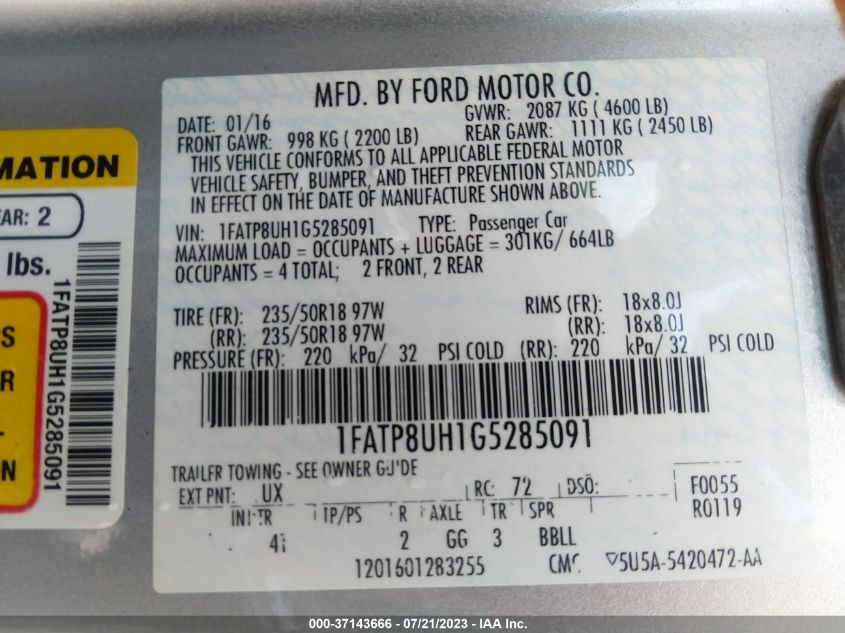 MFD. BY FORD MOTOR CO.
DATE: 01/16 GVWR: 2087 KG ( 4600 LB)
FRONT GAWR: 998 KG ( 2200 LB) REAR GAWR: 1111 KG ( 2450 LB)
THIS VEHICLE CONFORMS TO ALL APPLICABLE FEDERAL MOTOR
VEHICLE SAFETY, BUMPER, AND THEFT PREVENTION STANDARDS
IN EFFECT ON THE DATE OF MANUFACTURE SHOWN ABOVE.
VIN: 1FATP8UH1G5285091 TYPE: Passenger Car
MAXIMUM LOAD = OCCUPANTS + LUGGAGE = 301KG/ 664LB
OCCUPANTS = 4 TOTAL; 2 FRONT, 2 REAR
TIRE (FR): 235/50R18 97W RIMS (FR): 18x8.0J
(RR): 235/50R18 97W (RR): 18x8.0J
PRESSURE (FR): 220 kPa/ 32 PSI COLD (RR): 220 kPa/ 32 PSI COLD
1FATP8UH1G5285091
TRAILER TOWING - SEE OWNER GUIDE
EXT PNT: UX RC: 72 DSO: F0055
INT TR TP/PS R AXLE TR SPR R0119
2 GG 3 BBLL
1201601283255 ▽5U5A-5420472-AA
MATION
EAR: 2
lbs.
1FATP8UH1G5285091
S
R
N
000-37143666 - 07/21/2023 - IAA Inc.